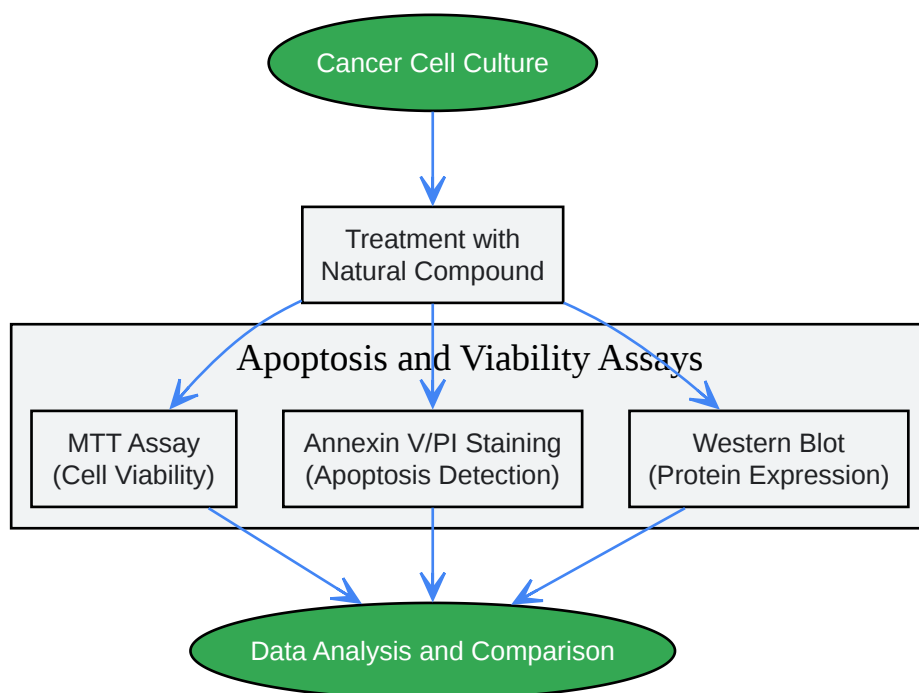 Cancer Cell Culture
Treatment with
Natural Compound
Apoptosis and Viability Assays
MTT Assay
(Cell Viability)
Annexin V/PI Staining
(Apoptosis Detection)
Western Blot
(Protein Expression)
Data Analysis and Comparison